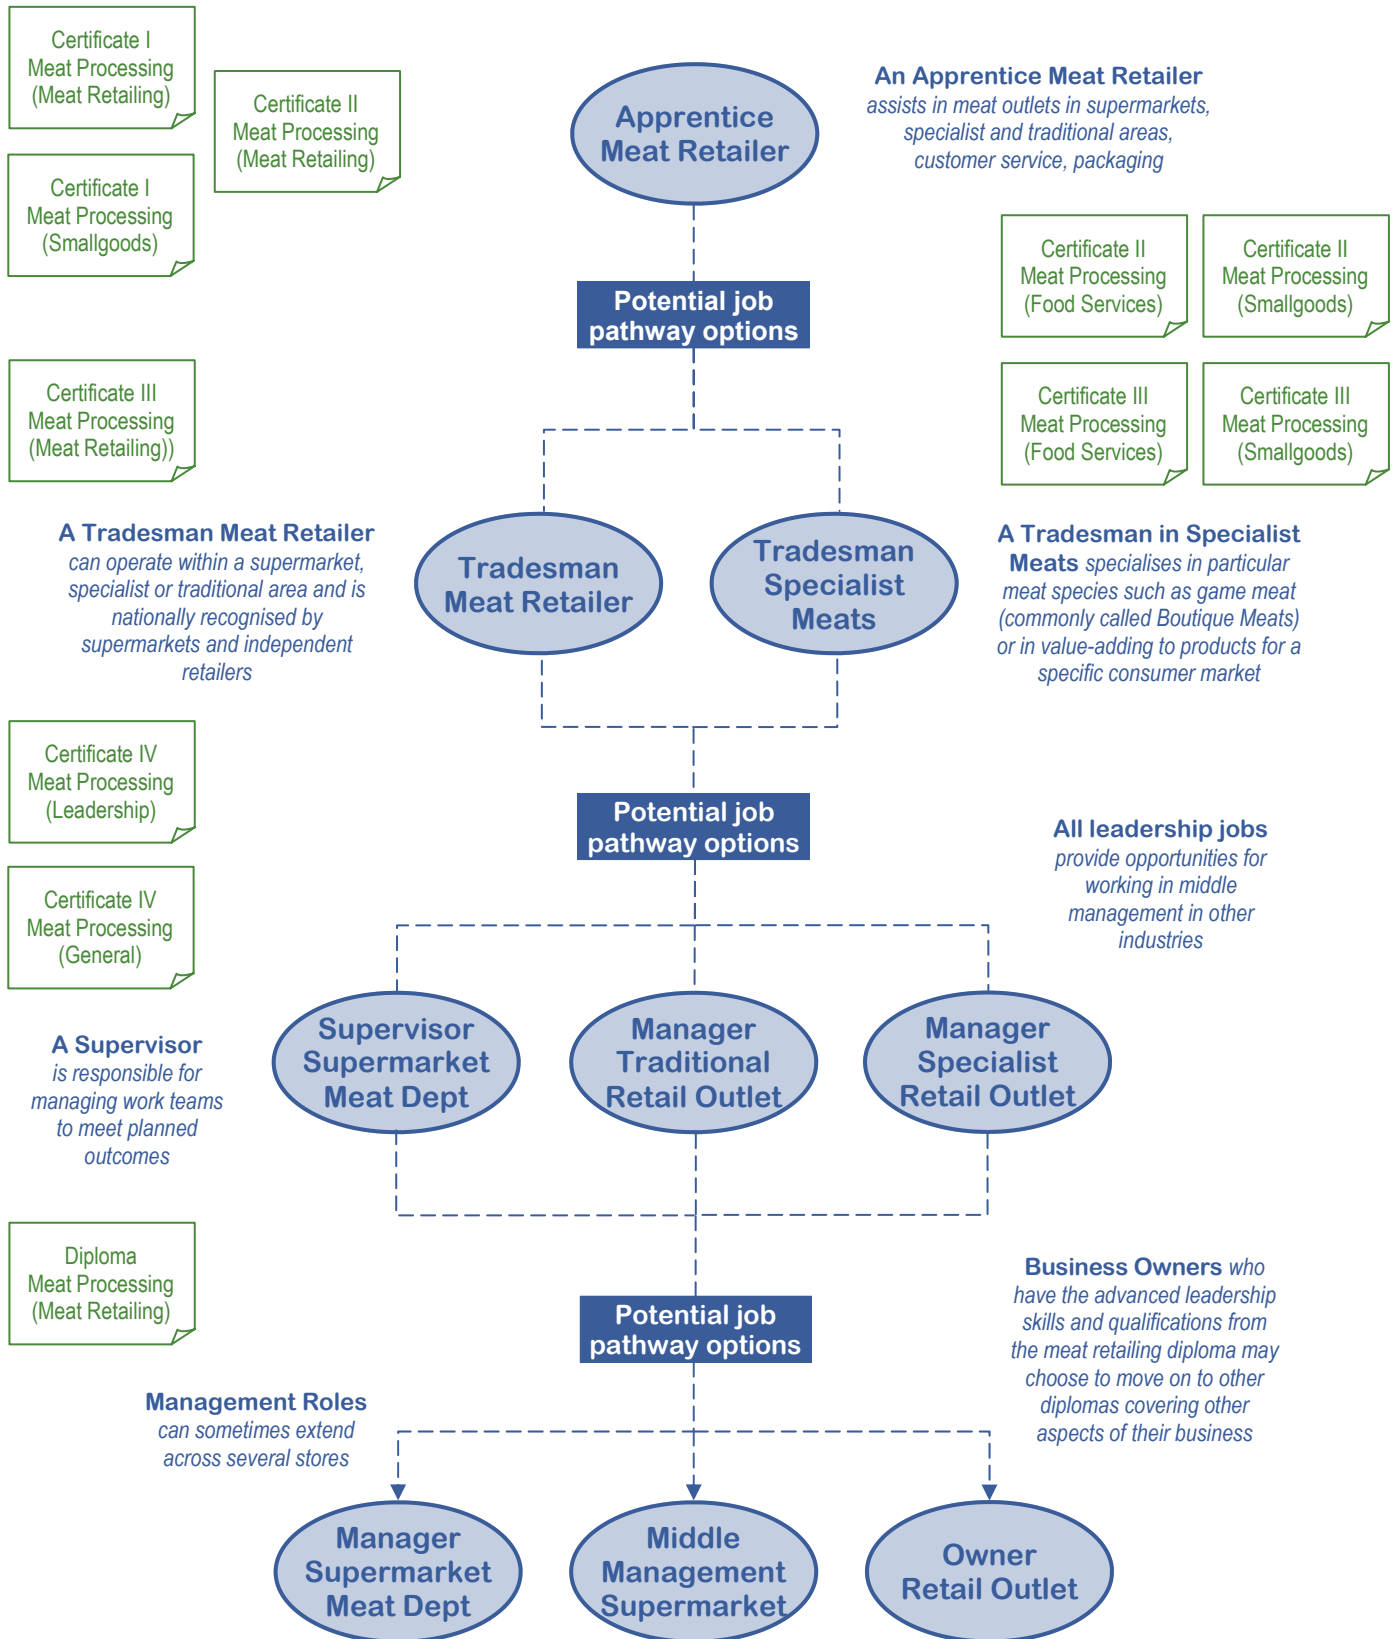 Certificate I
Meat Processing
(Meat Retailing)
Certificate II
Meat Processing
(Meat Retailing)
Certificate I
Meat Processing
(Smallgoods)
Apprentice
Meat Retailer
An Apprentice Meat Retailer
assists in meat outlets in supermarkets,
specialist and traditional areas,
customer service, packaging
Potential job
pathway options
Certificate II
Meat Processing
(Food Services)
Certificate II
Meat Processing
(Smallgoods)
Certificate III
Meat Processing
(Meat Retailing))
Certificate III
Meat Processing
(Food Services)
Certificate III
Meat Processing
(Smallgoods)
A Tradesman Meat Retailer
can operate within a supermarket,
specialist or traditional area and is
nationally recognised by
supermarkets and independent
retailers
Tradesman
Meat Retailer
Tradesman
Specialist
Meats
A Tradesman in Specialist
Meats specialises in particular
meat species such as game meat
(commonly called Boutique Meats)
or in value-adding to products for a
specific consumer market
Certificate IV
Meat Processing
(Leadership)
Potential job
pathway options
All leadership jobs
provide opportunities for
working in middle
management in other
industries
Certificate IV
Meat Processing
(General)
A Supervisor
is responsible for
managing work teams
to meet planned
outcomes
Supervisor
Supermarket
Meat Dept
Manager
Traditional
Retail Outlet
Manager
Specialist
Retail Outlet
Diploma
Meat Processing
(Meat Retailing)
Potential job
pathway options
Business Owners who
have the advanced leadership
skills and qualifications from
the meat retailing diploma may
choose to move on to other
diplomas covering other
aspects of their business
Management Roles
can sometimes extend
across several stores
Manager
Supermarket
Meat Dept
Middle
Management
Supermarket
Owner
Retail Outlet